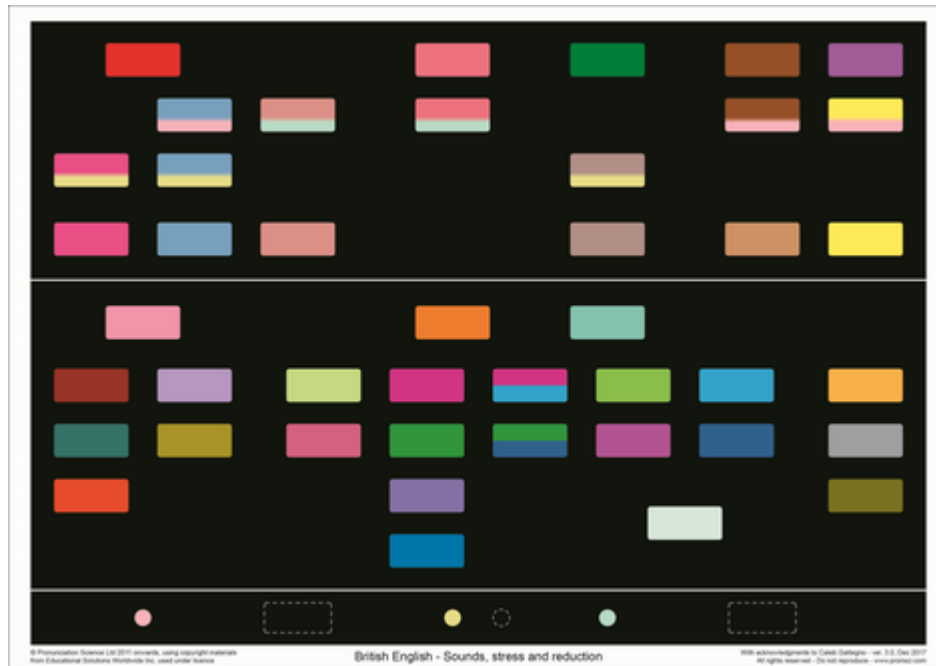 © Pronunciation Science Ltd 2011 onwards, using copyright materials
from Educational Solutions Worldwide Inc. used under licence
British English - Sounds, stress and reduction
With acknowledgments to Caleb Gattegno - ver. 3.0, Dec 2017
All rights reserved - Do not reproduce - www.pronsci.com